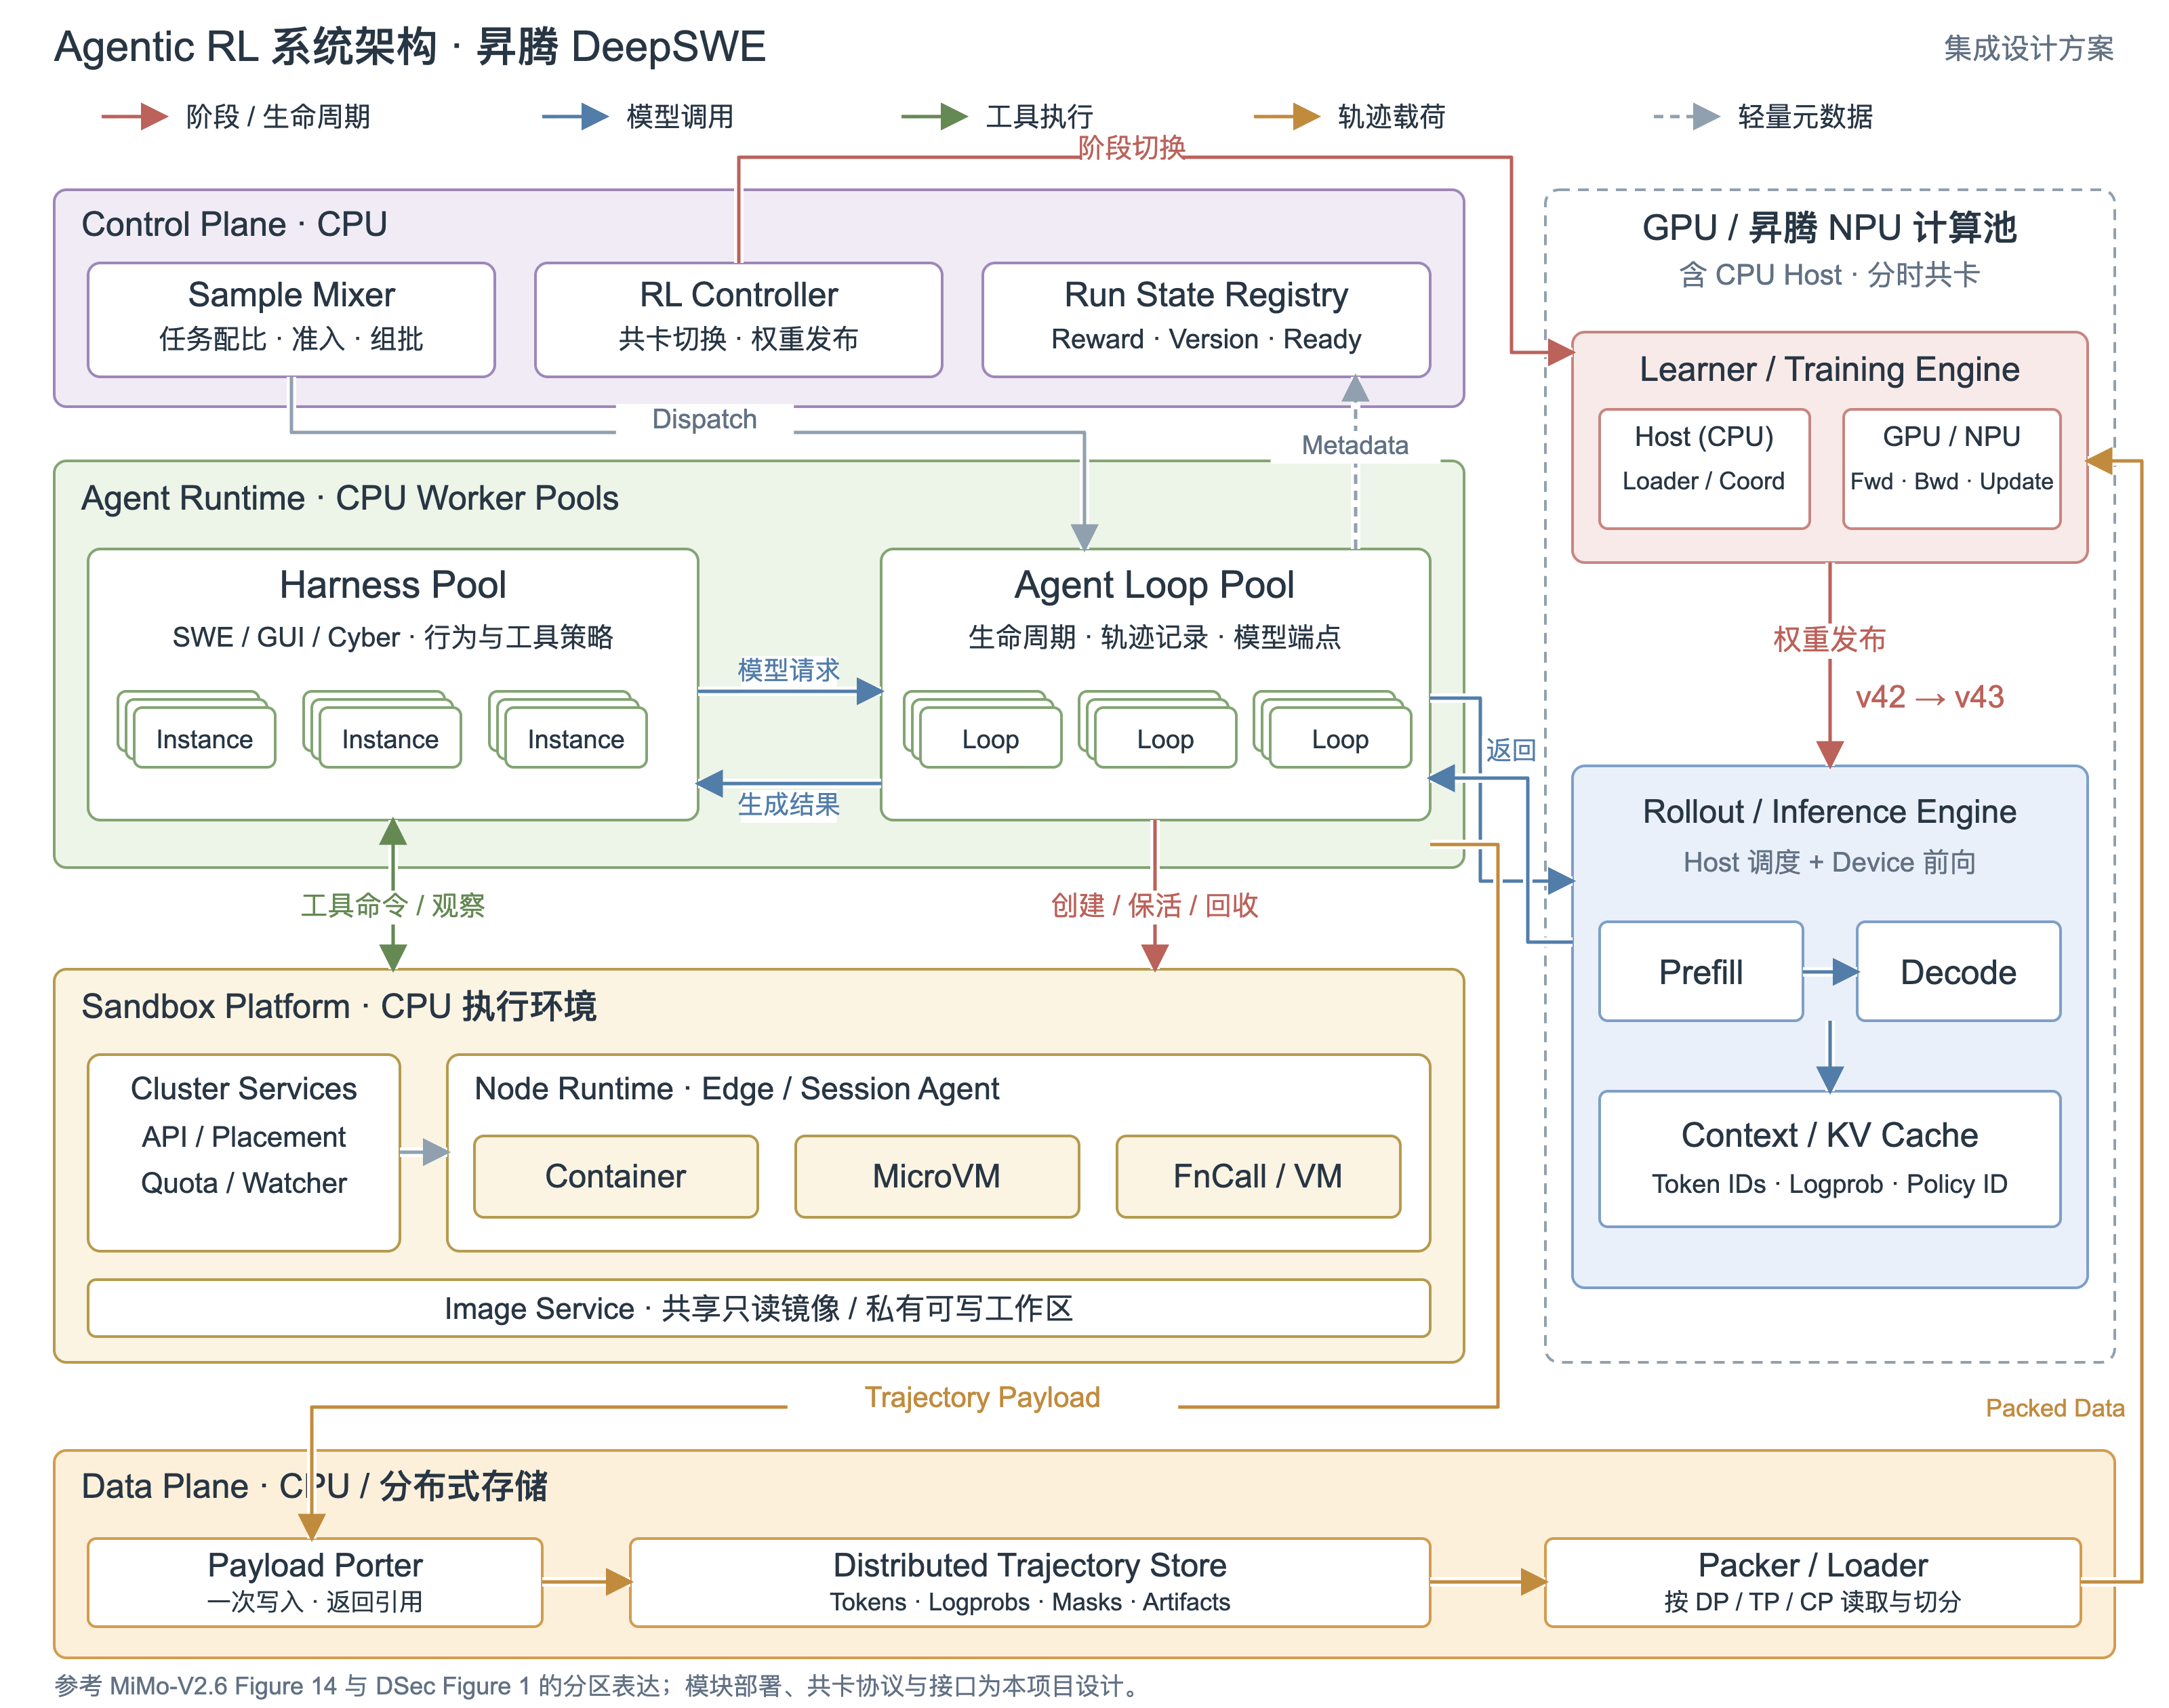 Agentic RL 系统架构 · 昇腾 DeepSWE
集成设计方案
阶段 / 生命周期
模型调用
工具执行
轨迹载荷
轻量元数据
阶段切换
Control Plane · CPU
Sample Mixer
任务配比 · 准入 · 组批
RL Controller
共卡切换 · 权重发布
Run State Registry
Reward · Version · Ready
Dispatch
Metadata
GPU / 昇腾 NPU 计算池
含 CPU Host · 分时共卡
Learner / Training Engine
Host (CPU)
Loader / Coord
GPU / NPU
Fwd · Bwd · Update
权重发布
v42 → v43
Agent Runtime · CPU Worker Pools
Harness Pool
SWE / GUI / Cyber · 行为与工具策略
Instance
Instance
Instance
模型请求
生成结果
Agent Loop Pool
生命周期 · 轨迹记录 · 模型端点
Loop
Loop
Loop
返回
Rollout / Inference Engine
Host 调度 + Device 前向
Prefill
Decode
Context / KV Cache
Token IDs · Logprob · Policy ID
工具命令 / 观察
创建 / 保活 / 回收
Sandbox Platform · CPU 执行环境
Cluster Services
API / Placement
Quota / Watcher
Node Runtime · Edge / Session Agent
Container
MicroVM
FnCall / VM
Image Service · 共享只读镜像 / 私有可写工作区
Trajectory Payload
Packed Data
Data Plane · CPU / 分布式存储
Payload Porter
一次写入 · 返回引用
Distributed Trajectory Store
Tokens · Logprobs · Masks · Artifacts
Packer / Loader
按 DP / TP / CP 读取与切分
参考 MiMo-V2.6 Figure 14 与 DSec Figure 1 的分区表达；模块部署、共卡协议与接口为本项目设计。